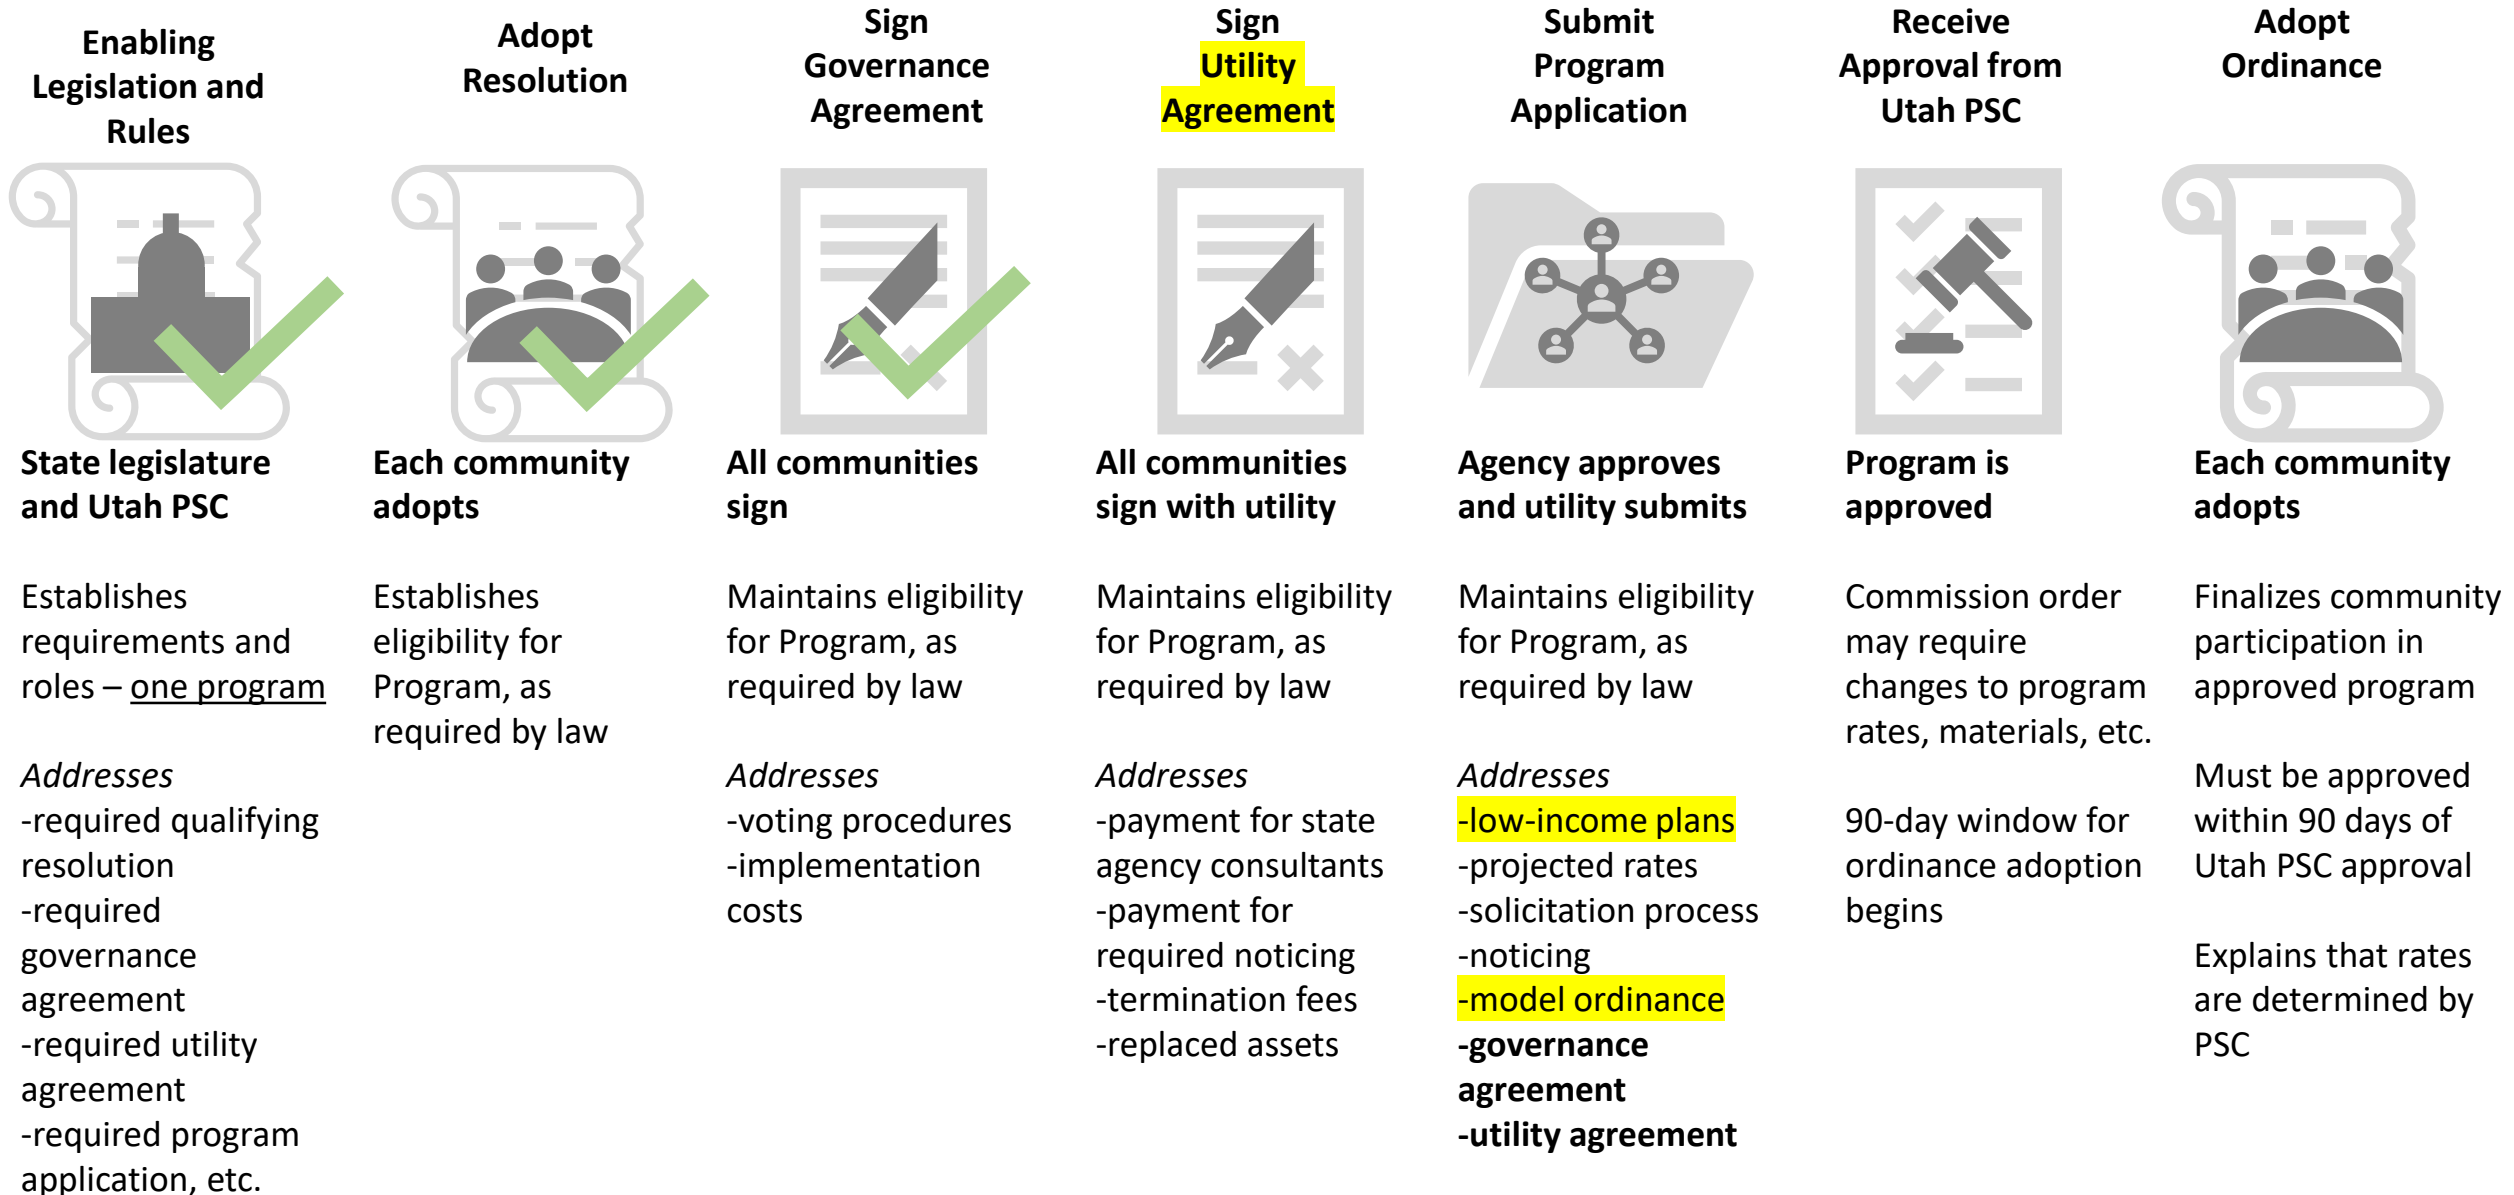 Enabling
Legislation and
Rules
State legislature
and Utah PSC
Establishes
requirements and
roles – one program
Addresses
-required qualifying
resolution
-required
governance
agreement
-required utility
agreement
-required program
application, etc.
Adopt
Resolution
Each community
adopts
Establishes
eligibility for
Program, as
required by law
Sign
Governance
Agreement
All communities
sign
Maintains eligibility
for Program, as
required by law
Addresses
-voting procedures
-implementation
costs
Sign
Utility
Agreement
All communities
sign with utility
Maintains eligibility
for Program, as
required by law
Addresses
-payment for state
agency consultants
-payment for
required noticing
-termination fees
-replaced assets
Submit
Program
Application
Agency approves
and utility submits
Maintains eligibility
for Program, as
required by law
Addresses
-low-income plans
-projected rates
-solicitation process
-noticing
-model ordinance
-governance
agreement
-utility agreement
Receive
Approval from
Utah PSC
Program is
approved
Commission order
may require
changes to program
rates, materials, etc.
90-day window for
ordinance adoption
begins
Adopt
Ordinance
Each community
adopts
Finalizes community
participation in
approved program
Must be approved
within 90 days of
Utah PSC approval
Explains that rates
are determined by
PSC